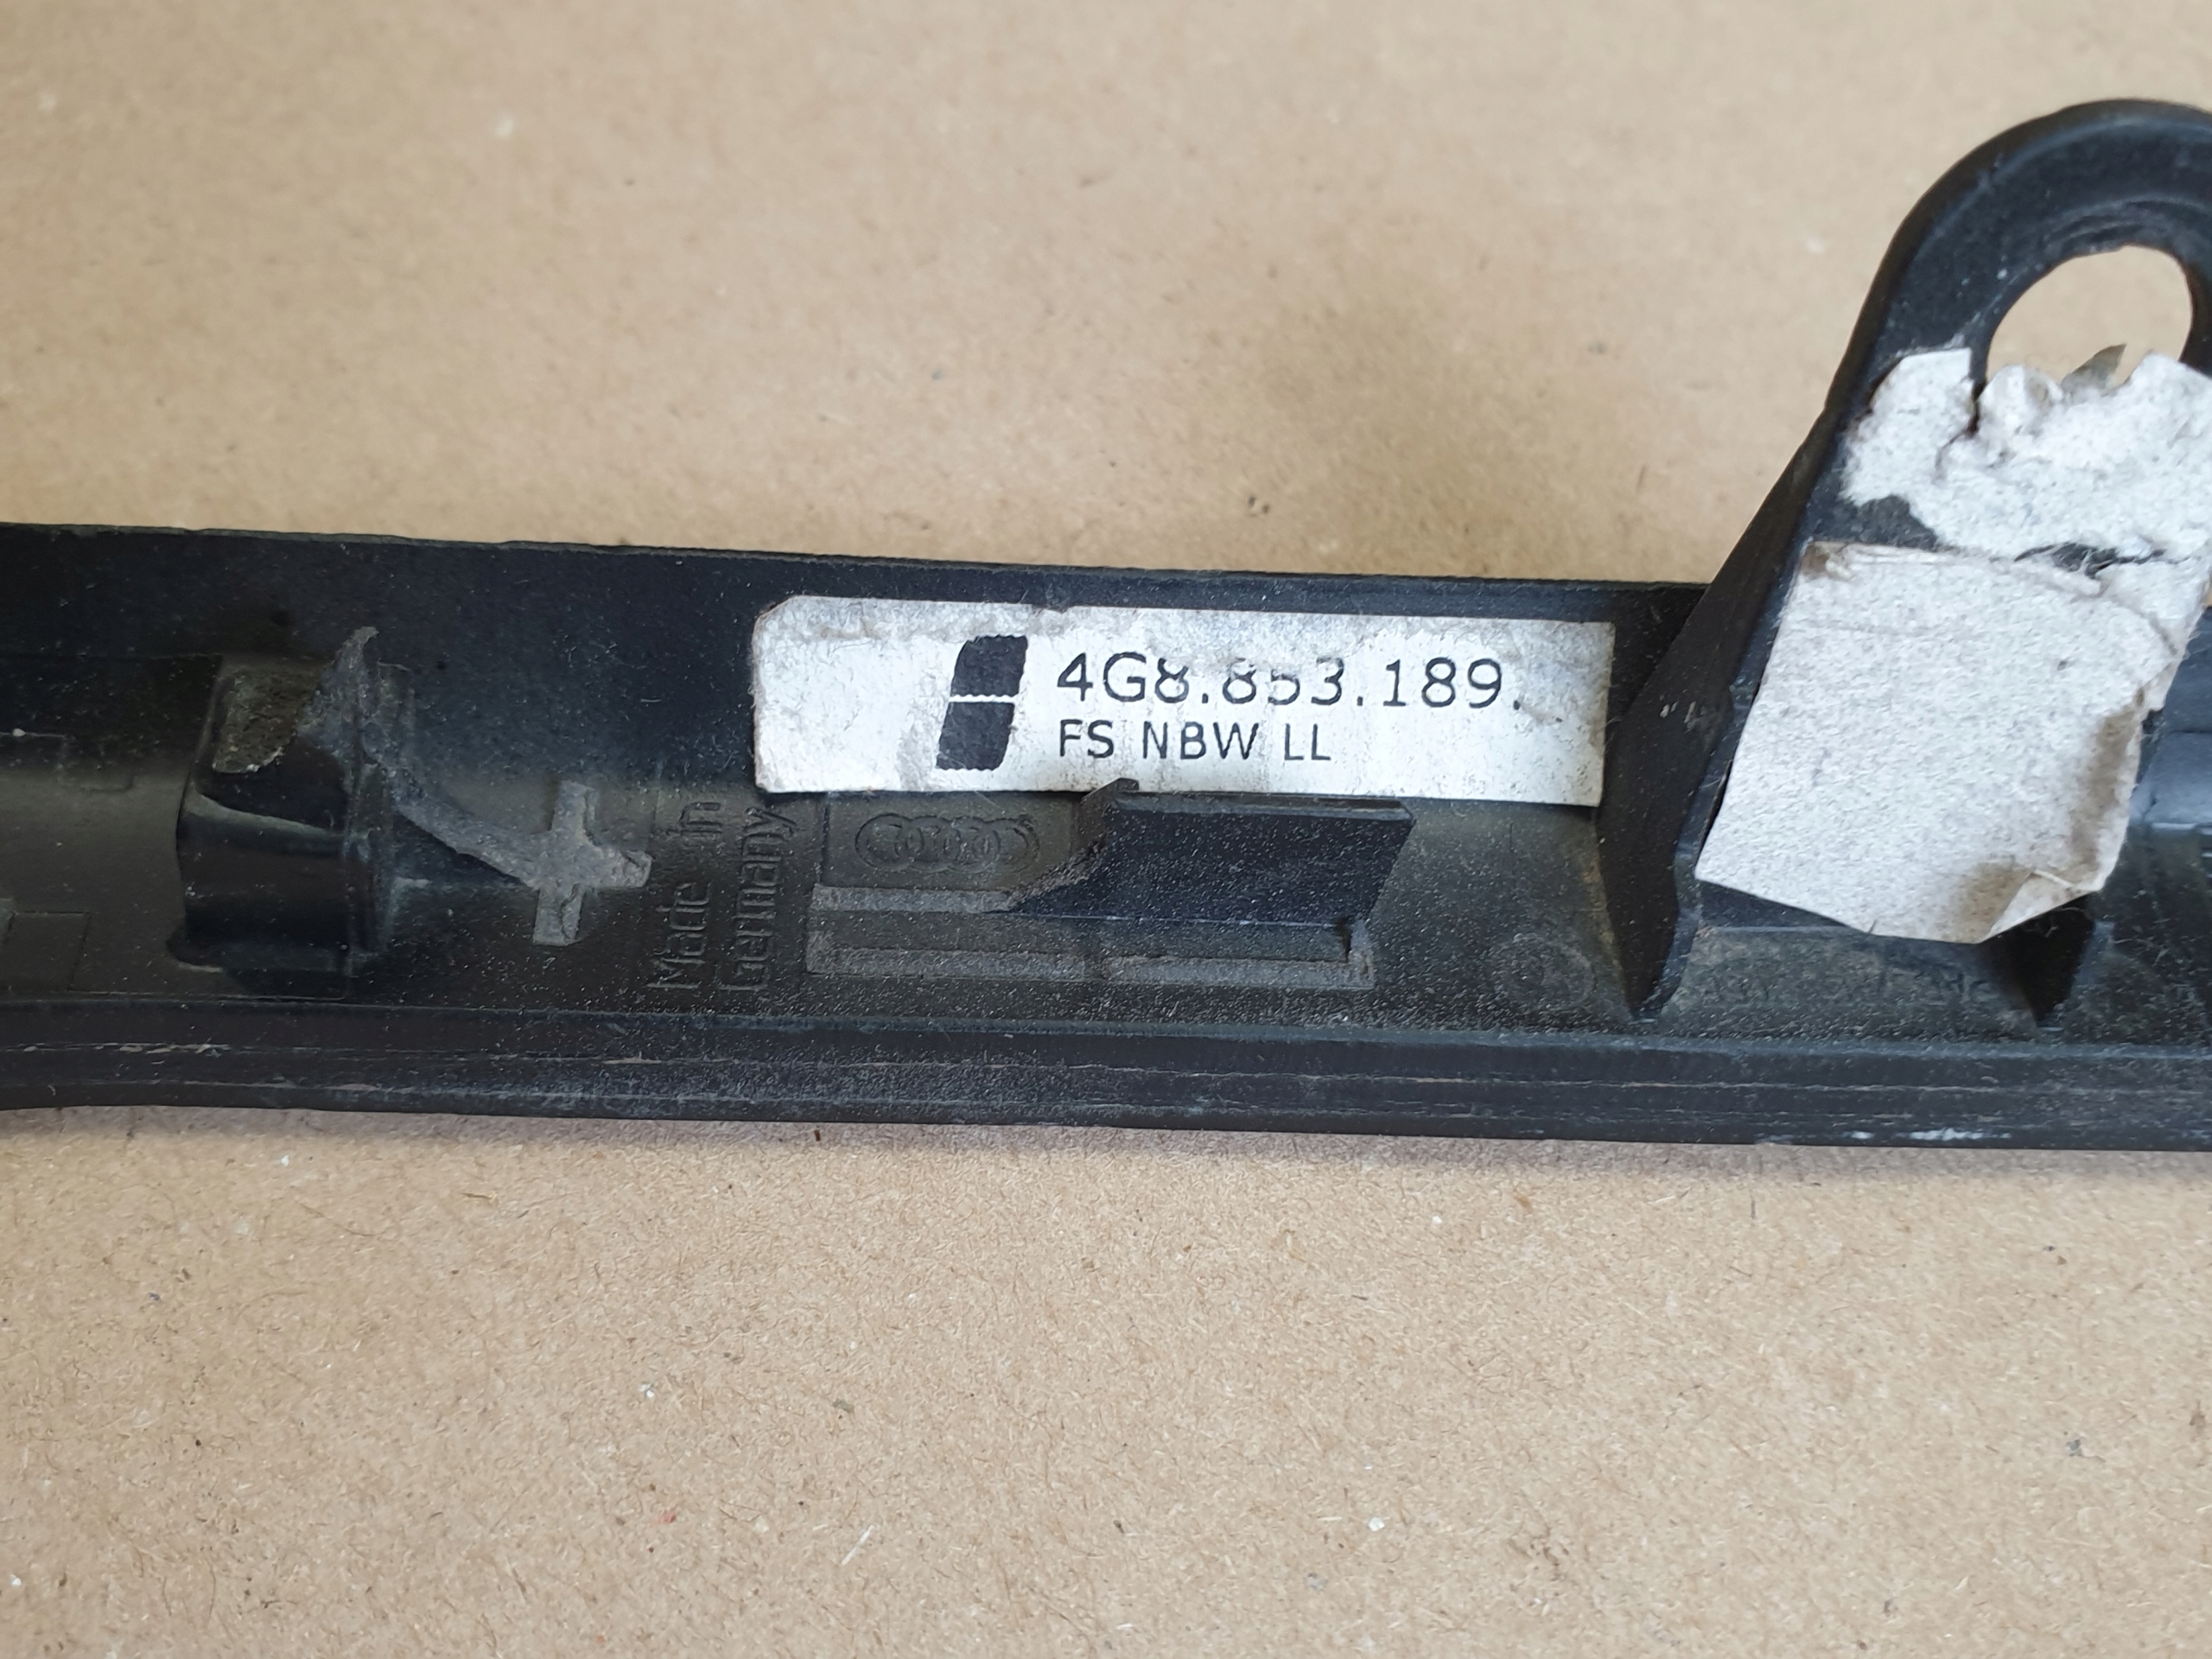 4G8.853.189.
FS NBW LL
Made in
Germany